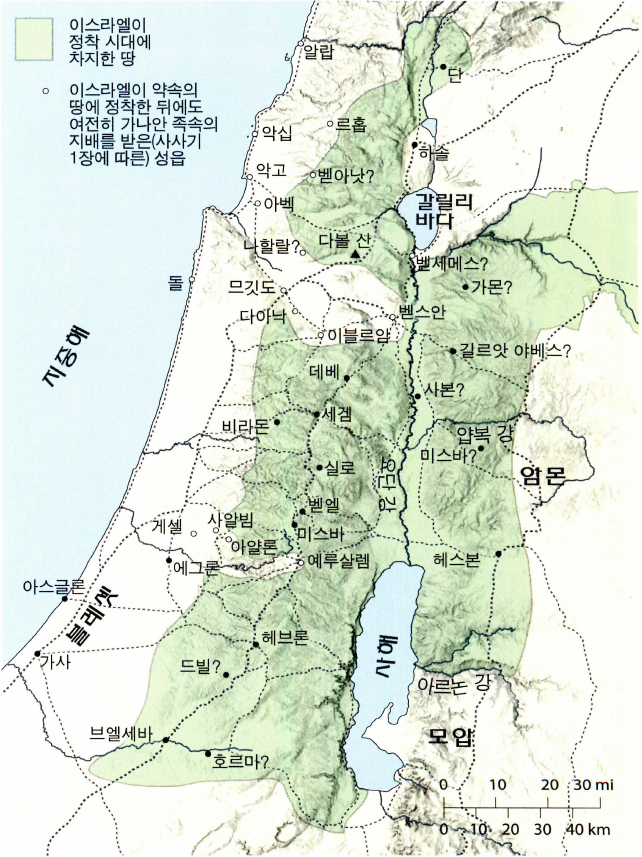 이스라엘이
정착 시대에
차지한 땅
이스라엘이 약속의
땅에 정착한 뒤에도
여전히 가나안 족속의
지배를 받은(사사기
1장에 따른) 성읍
알랍
단
르홉
악십
하솔
악고
벧아낫?
갈릴리
바다
아벡
나할랄?
다볼 산
벧세메스?
돌
므깃도
가몬?
다아낙
벧스안
이블르암
지중해
길르앗 야베스?
데베
사본?
세겜
비라돈
얍복 강
미스바?
암몬
실로
요단 강
벧엘
게셀
사알빔
미스바
아얄론
에그론
예루살렘
헤스본
아스글론
블레셋
헤브론
사해
가사
드빌?
아르논 강
브엘세바
모압
호르마?
0 10 20 30 mi
0 10 20 30 40 km